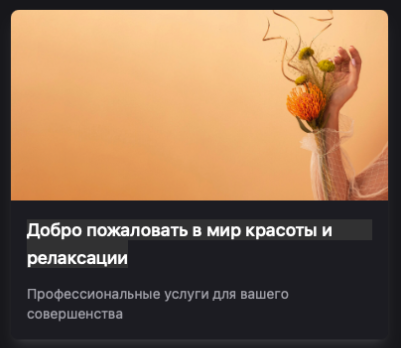 Добро пожаловать в мир красоты и
релаксации
Профессиональные услуги для вашего
совершенства